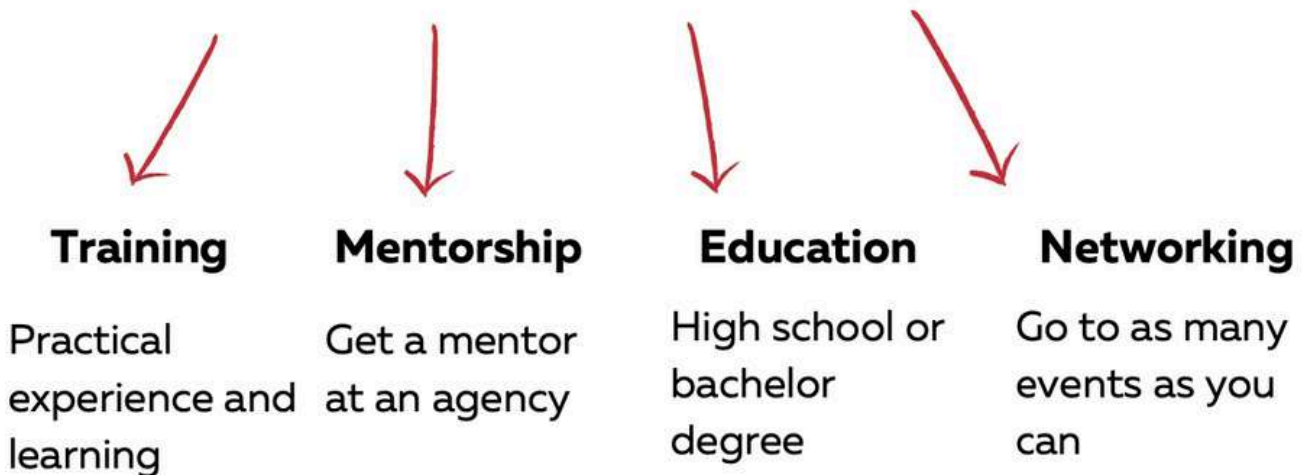 Training
Practical
experience and
learning
Mentorship
Get a mentor
at an agency
Education
High school or
bachelor
degree
Networking
Go to as many
events as you
can